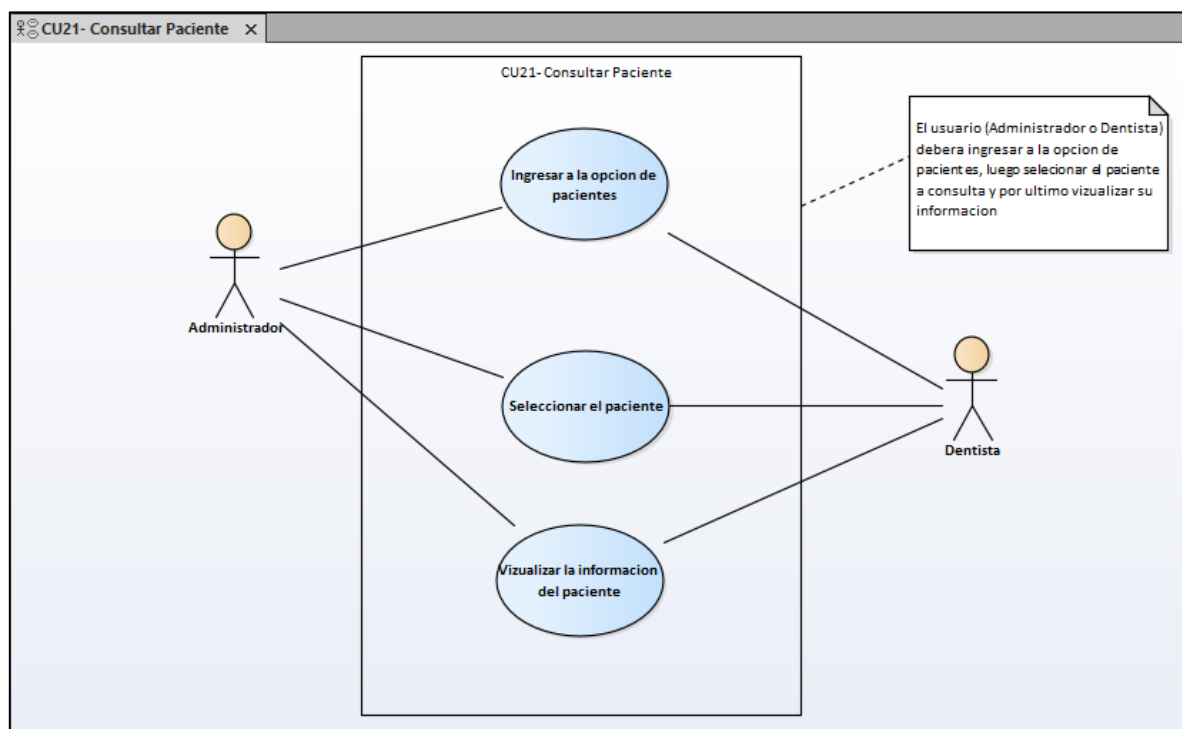 CU21- Consultar Paciente X
CU21- Consultar Paciente
El usuario (Administrador o Dentista)
debera ingresar a la opcion de
pacientes, luego selecionar el paciente
a consulta y por ultimo vizualizar su
informacion
Ingresar a la opcion de
pacientes
Administrador
Seleccionar el paciente
Dentista
Vizualizar la informacion
del paciente